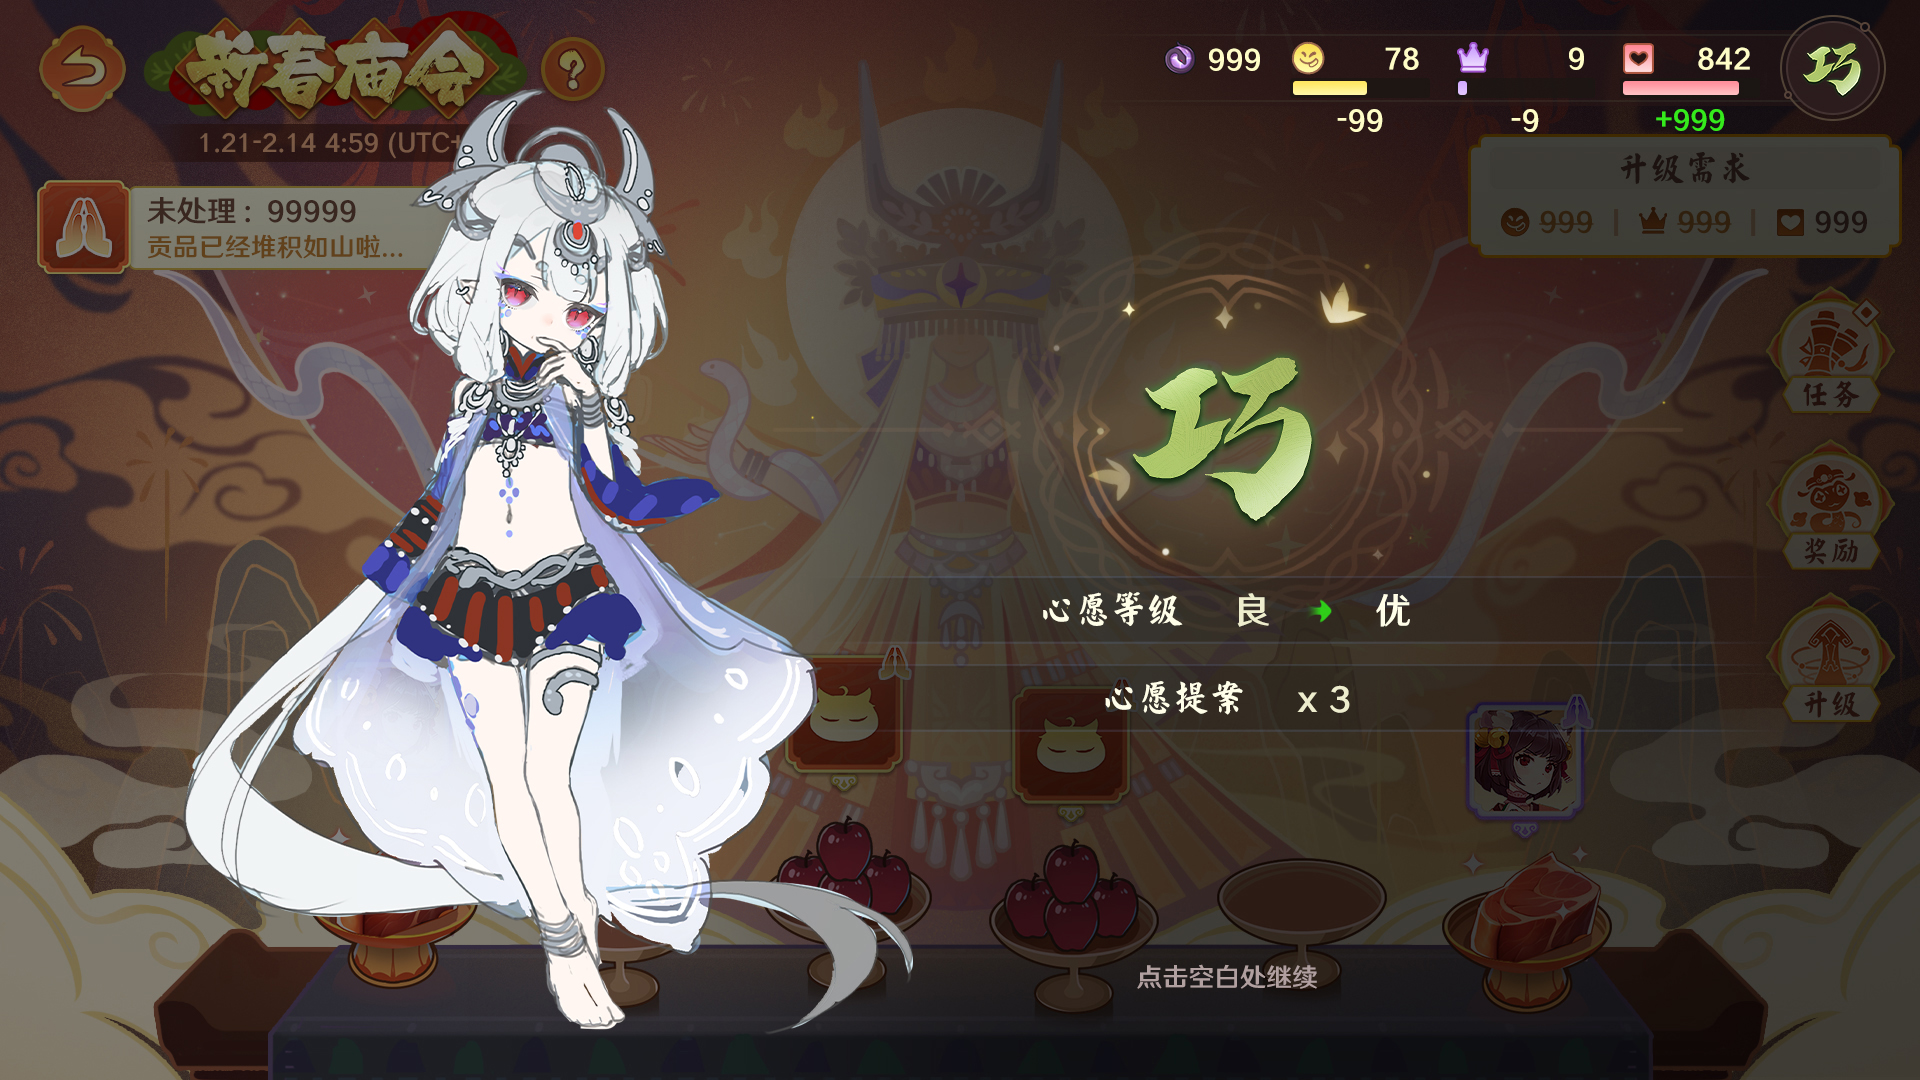 新春庙会
?
1.21-2.14 4:59 (UTC+
未处理：99999
贡品已经堆积如山啦...
999
78
9
842
-99
-9
+999
巧
升级需求
999 | 999 | 999
巧
心愿等级 良 优
心愿提案 x 3
任务
奖励
升级
点击空白处继续